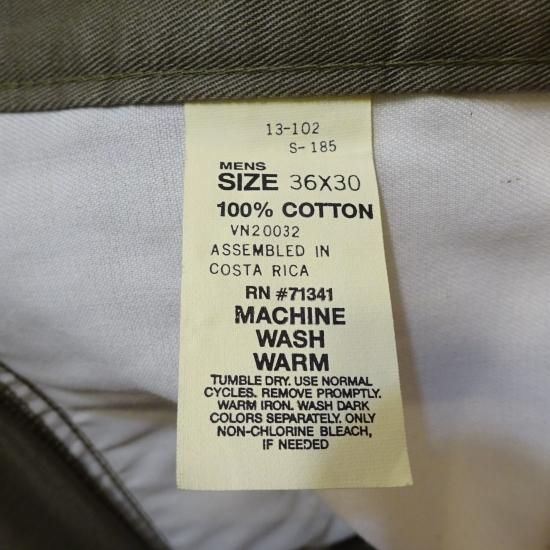 13-102
S-185
MENS
SIZE 36X30
100% COTTON
VN20032
ASSEMBLED IN
COSTA RICA
RN #71341
MACHINE
WASH
WARM
TUMBLE DRY. USE NORMAL
CYCLES. REMOVE PROMPTLY.
WARM IRON. WASH DARK
COLORS SEPARATELY. ONLY
NON-CHLORINE BLEACH,
IF NEEDED